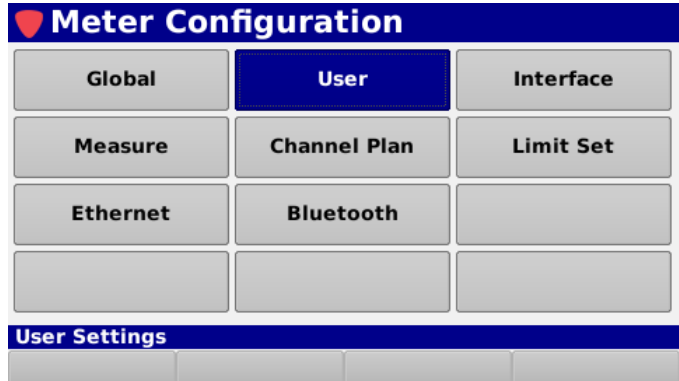 Meter Configuration
Global User Interface
Measure Channel Plan Limit Set
Ethernet Bluetooth
User Settings